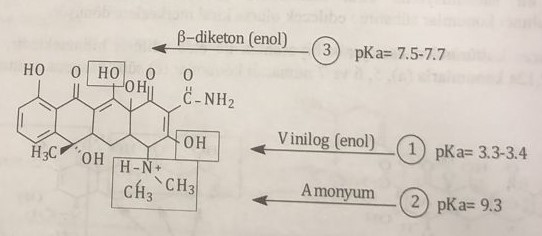 β-diketon (enol)
3 pKa= 7.5-7.7
HO O HO OH O O
C-NH2
OH
Vinilog (enol)
1 pKa= 3.3-3.4
H3C OH
H-N+
CH3 CH3
Amonyum
2 pKa= 9.3